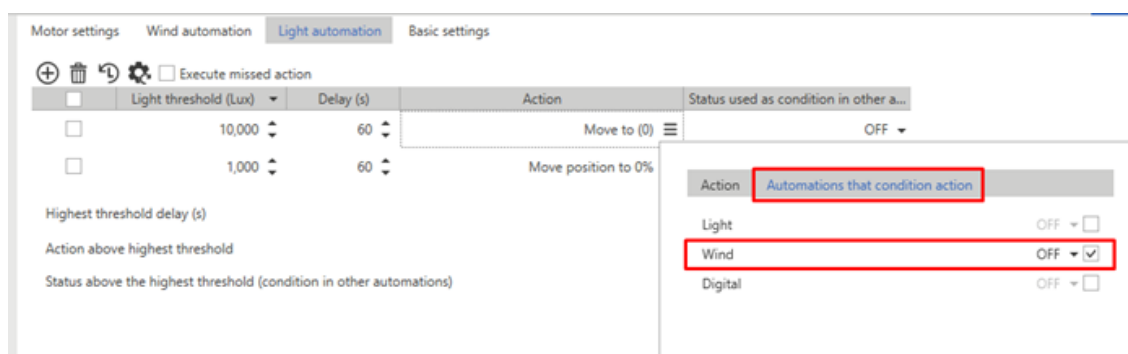 Motor settings Wind automation Light automation Basic settings
Execute missed action
Light threshold (Lux) Delay (s) Action Status used as condition in other a...
10,000 60 Move to (0) OFF
1,000 60 Move position to 0%
Action Automations that condition action
Highest threshold delay (s)
Light OFF
Action above highest threshold
Wind OFF
Status above the highest threshold (condition in other automations)
Digital OFF